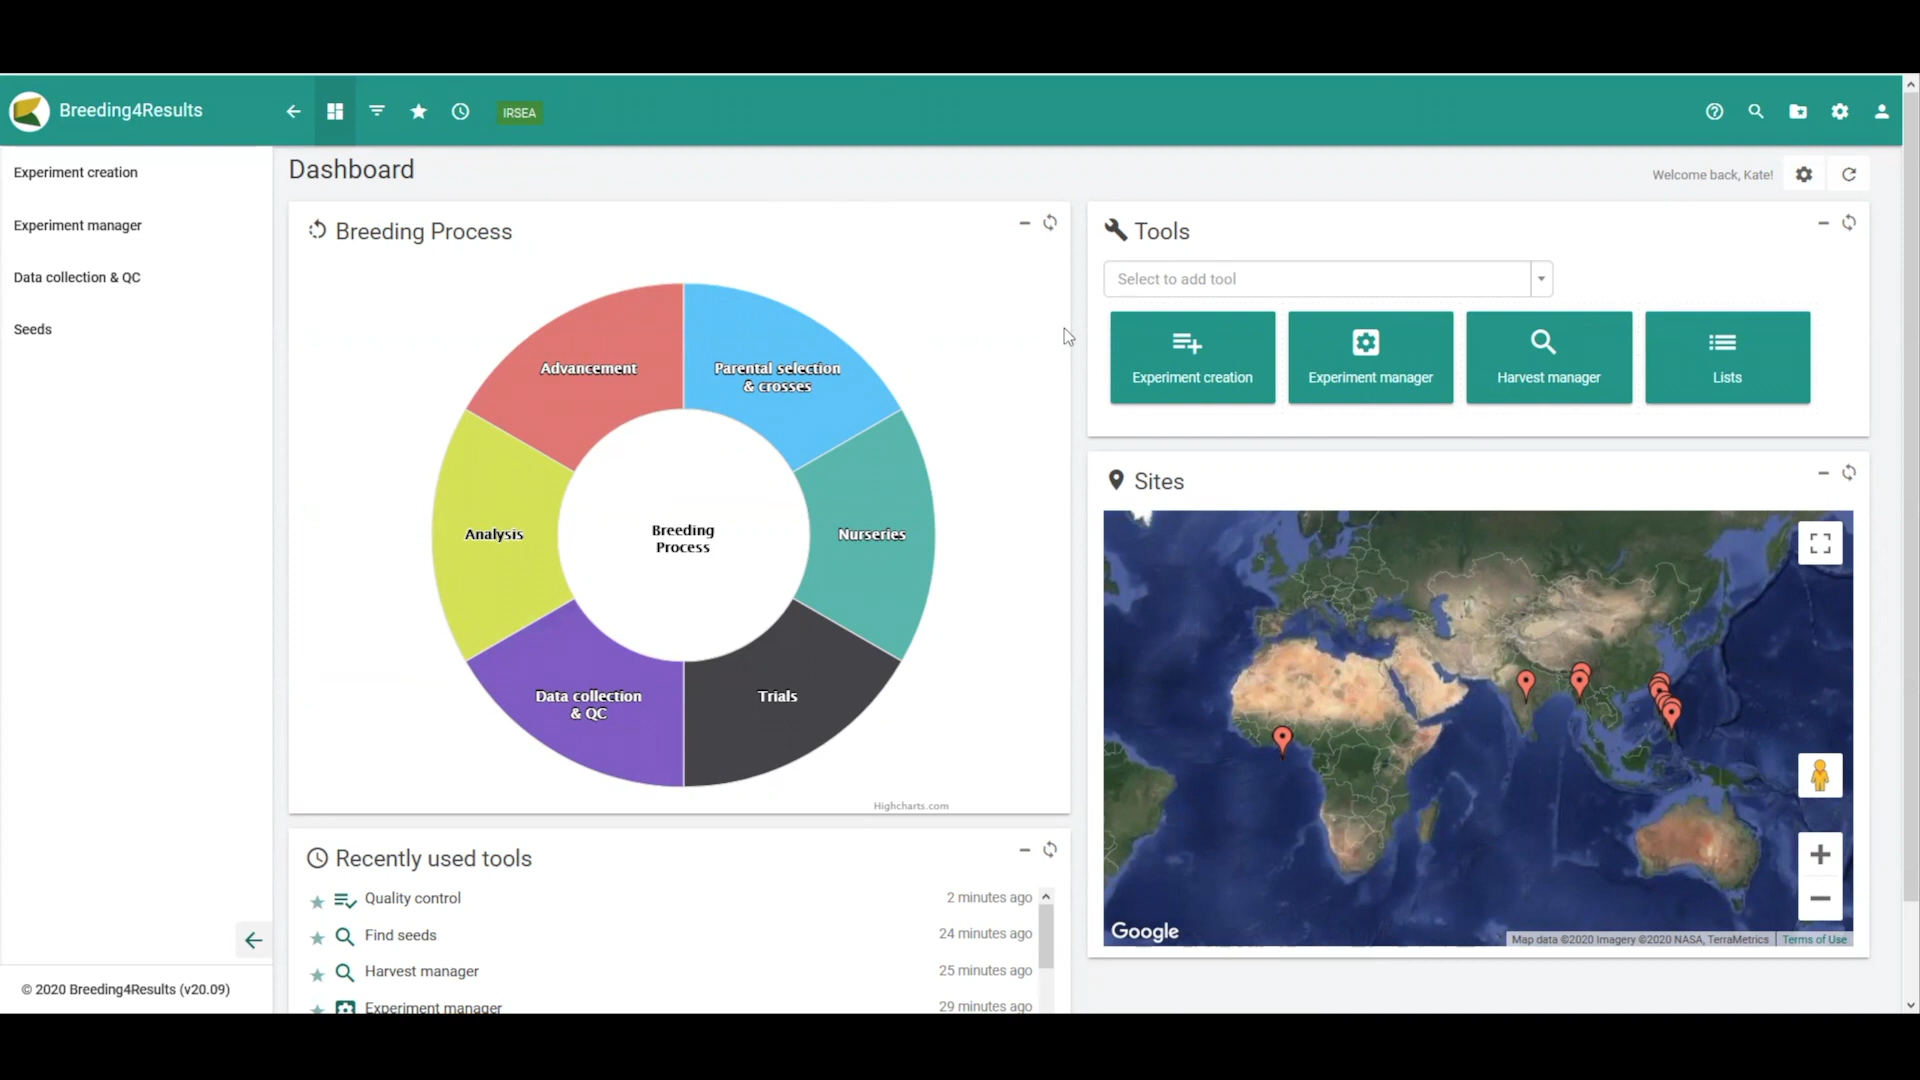 Breeding4Results
IRSEA
Experiment creation
Experiment manager
Data collection & QC
Seeds
© 2020 Breeding4Results (v20.09)
Dashboard
Welcome back, Kate!
Breeding Process
Advancement
Parental selection
& crosses
Analysis
Breeding
Process
Nurseries
Data collection
& QC
Trials
Highcharts.com
Recently used tools
Quality control 2 minutes ago
Find seeds 24 minutes ago
Harvest manager 25 minutes ago
Experiment manager 29 minutes ago
Tools
Select to add tool
Experiment creation
Experiment manager
Harvest manager
Lists
Sites
Google
Map data ©2020 Imagery ©2020 NASA, TerraMetrics Terms of Use